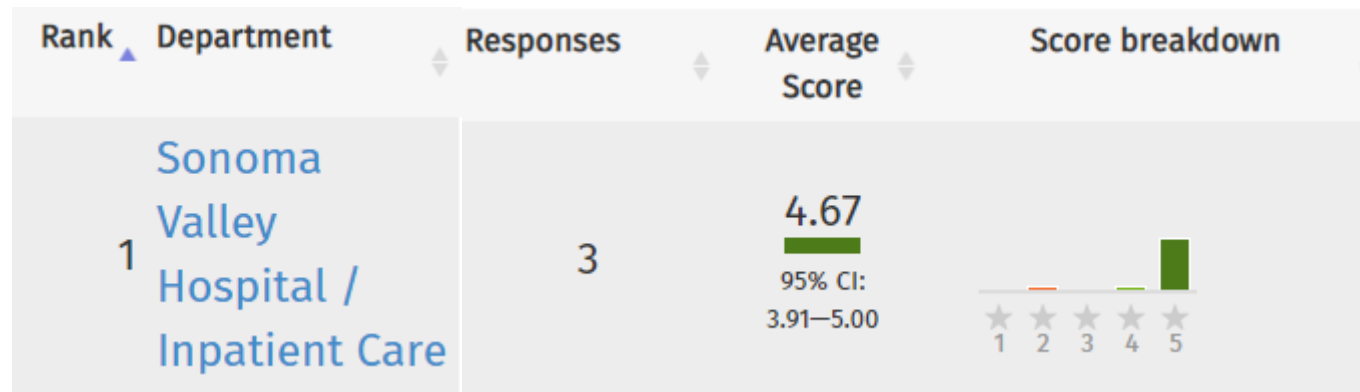 Rank Department Responses Average Score Score breakdown
1 Sonoma Valley Hospital / Inpatient Care
3
4.67
95% CI:
3.91—5.00
1 2 3 4 5